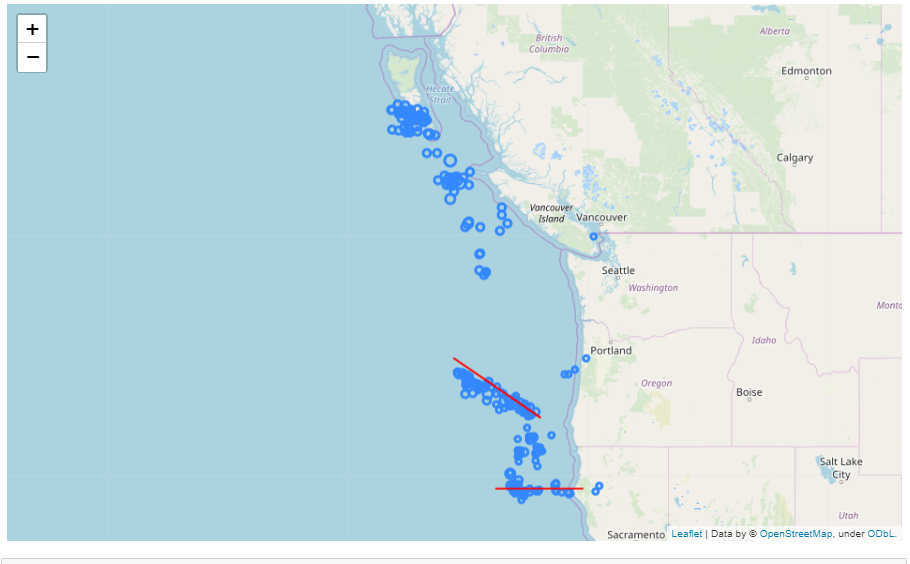 +
−
British
Columbia
Alberta
Edmonton
Hecate
Strait
Calgary
Vancouver
Island
Vancouver
Seattle
Washington
Monta
Portland
Idaho
Oregon
Boise
Salt Lake
City
Utah
Sacramento
Leaflet | Data by © OpenStreetMap, under ODbL.